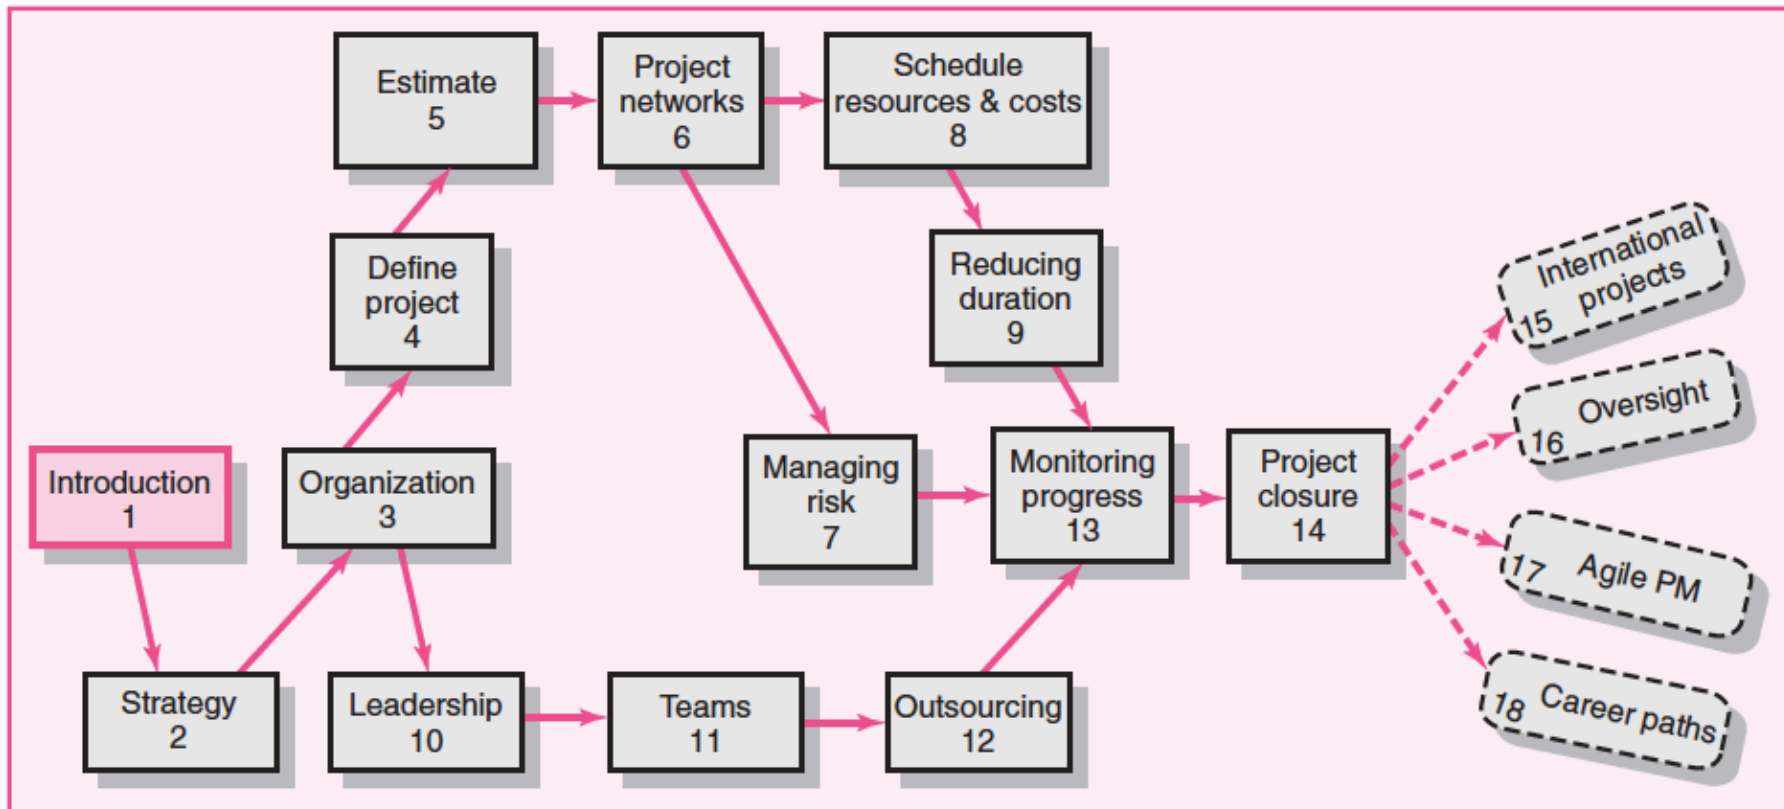 Estimate
5
Project
networks
6
Schedule
resources & costs
8
Define
project
4
Reducing
duration
9
International
projects
15
Oversight
16
Introduction
1
Organization
3
Managing
risk
7
Monitoring
progress
13
Project
closure
14
Agile PM
17
Strategy
2
Leadership
10
Teams
11
Outsourcing
12
Career paths
18